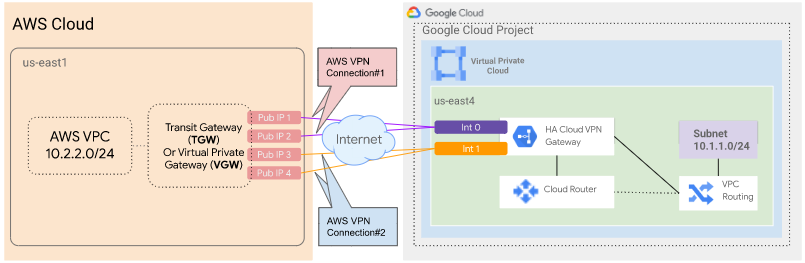 AWS Cloud
us-east1
AWS VPC
10.2.2.0/24
Transit Gateway
(TGW)
Or Virtual Private
Gateway (VGW)
Pub IP 1
Pub IP 2
Pub IP 3
Pub IP 4
AWS VPN
Connection#1
Internet
AWS VPN
Connection#2
Google Cloud
Google Cloud Project
Virtual Private
Cloud
us-east4
Int 0
Int 1
HA Cloud VPN
Gateway
Cloud Router
Subnet
10.1.1.0/24
VPC
Routing